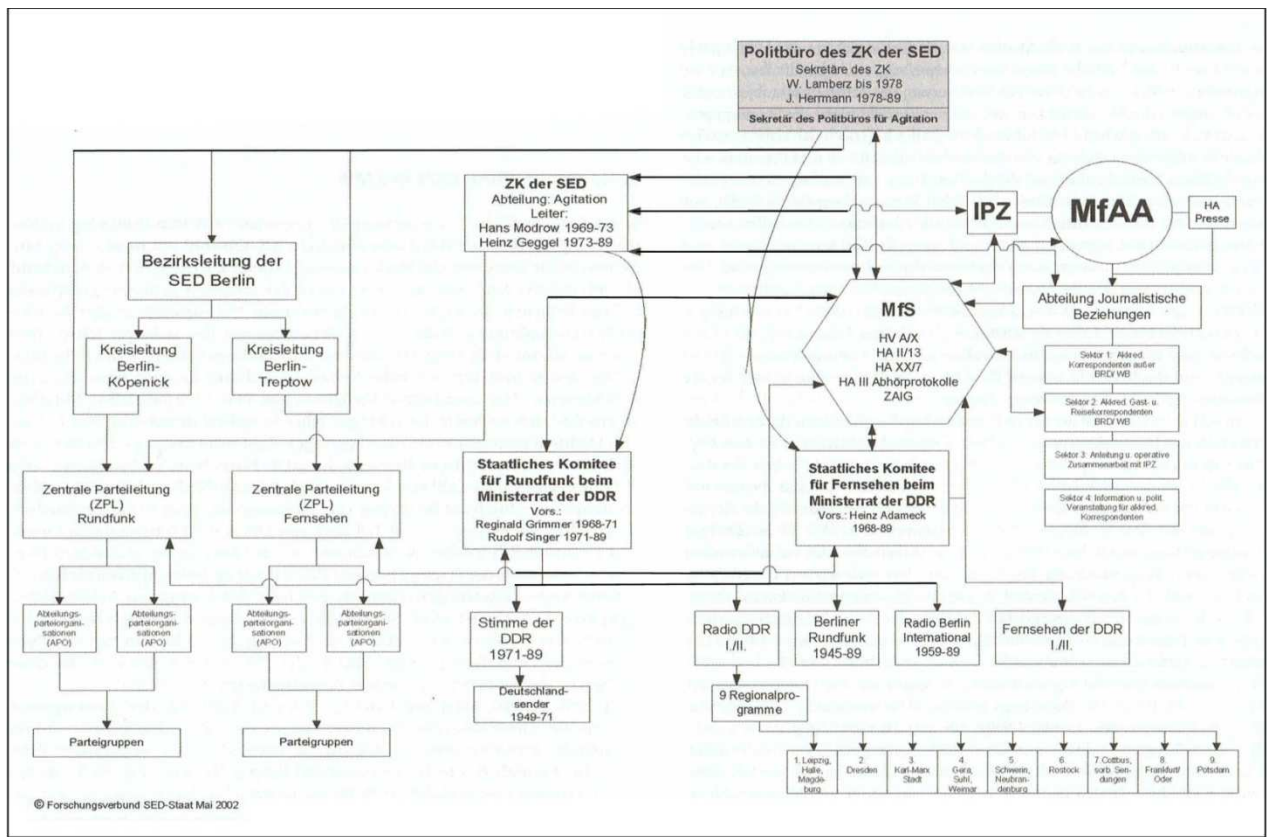 Politbüro des ZK der SED
Sekretäre des ZK
W. Lamberz bis 1978
J. Herrmann 1978-89
Sekretär des Politbüros für Agitation
ZK der SED
Abteilung: Agitation
Leiter:
Hans Modrow 1969-73
Heinz Geggel 1973-89
IPZ
MfAA
HA
Presse
Bezirksleitung der
SED Berlin
Abteilung Journalistische
Beziehungen
MfS
HV A/X
HA II/13
HA XX/7
HA III Abhörprotokolle
ZAIG
Kreisleitung
Berlin-
Köpenick
Kreisleitung
Berlin-
Treptow
Sektor 1: Akkred.
Korrespondenten außer
BRD/ WB
Sektor 2: Akkred. Gast- u.
Reisekorrespondenten
BRD/ WB
Sektor 3: Anleitung u. operative
Zusammenarbeit mit IPZ.
Sektor 4: Information u. polit.
Veranstaltung für akkred.
Korrespondenten
Zentrale Parteileitung
(ZPL)
Rundfunk
Zentrale Parteileitung
(ZPL)
Fernsehen
Staatliches Komitee
für Rundfunk beim
Ministerrat der DDR
Vors.:
Reginald Grimmer 1968-71
Rudolf Singer 1971-89
Staatliches Komitee
für Fernsehen beim
Ministerrat der DDR
Vors.: Heinz Adameck
1968-89
Abteilungs-
parteiorgani-
sationen
(APO)
Abteilungs-
parteiorgani-
sationen
(APO)
Abteilungs-
parteiorgani-
sationen
(APO)
Abteilungs-
parteiorgani-
sationen
(APO)
Stimme der
DDR
1971-89
Radio DDR
I./II.
Berliner
Rundfunk
1945-89
Radio Berlin
International
1959-89
Fernsehen der DDR
I./II.
Deutschland-
sender
1949-71
9 Regionalpro-
gramme
Parteigruppen
Parteigruppen
1. Leipzig,
Halle,
Magde-
burg
2.
Dresden
3.
Karl-Marx
Stadt
4.
Gera,
Suhl,
Weimar
5.
Schwerin,
Neubran-
denburg
6.
Rostock
7.Cottbus,
sorb. Sen-
dungen
8.
Frankfurt/
Oder
9.
Potsdam
© Forschungsverbund SED-Staat Mai 2002